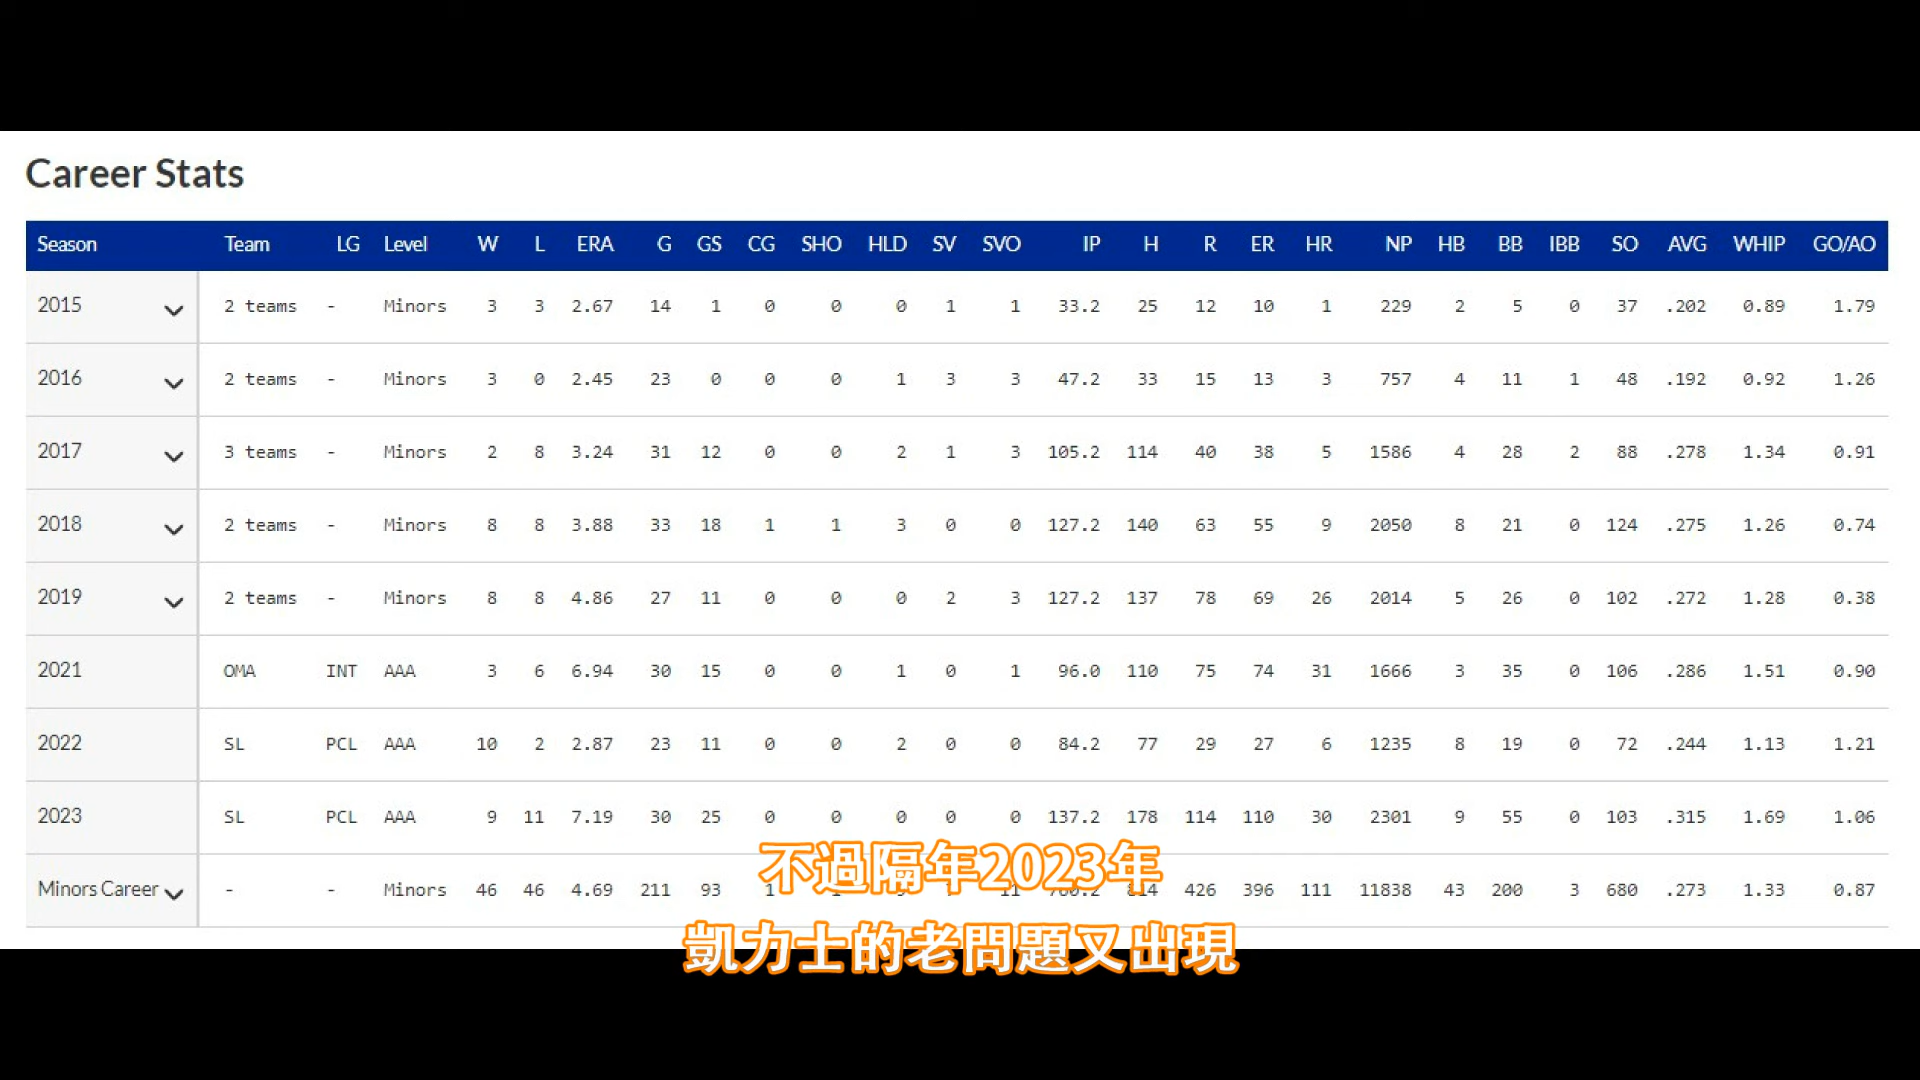 Career Stats
Season Team LG Level W L ERA G GS CG SHO HLD SV SVO IP H R ER HR NP HB BB IBB SO AVG WHIP GO/AO
2015 2 teams - Minors 3 3 2.67 14 1 0 0 0 1 1 33.2 25 12 10 1 229 2 5 0 37 .202 0.89 1.79
2016 2 teams - Minors 3 0 2.45 23 0 0 0 1 3 3 47.2 33 15 13 3 757 4 11 1 48 .192 0.92 1.26
2017 3 teams - Minors 2 8 3.24 31 12 0 0 2 1 3 105.2 114 40 38 5 1586 4 28 2 88 .278 1.34 0.91
2018 2 teams - Minors 8 8 3.88 33 18 1 1 3 0 0 127.2 140 63 55 9 2050 8 21 0 124 .275 1.26 0.74
2019 2 teams - Minors 8 8 4.86 27 11 0 0 0 2 3 127.2 137 78 69 26 2014 5 26 0 102 .272 1.28 0.38
2021 OMA INT AAA 3 6 6.94 30 15 0 0 1 0 1 96.0 110 75 74 31 1666 3 35 0 106 .286 1.51 0.90
2022 SL PCL AAA 10 2 2.87 23 11 0 0 2 0 0 84.2 77 29 27 6 1235 8 19 0 72 .244 1.13 1.21
2023 SL PCL AAA 9 11 7.19 30 25 0 0 0 0 0 137.2 178 114 110 30 2301 9 55 0 103 .315 1.69 1.06
Minors Career - - Minors 46 46 4.69 211 93 1 11 814 426 396 111 11838 43 200 3 680 .273 1.33 0.87
不過隔年2023年
凱力士的老問題又出現